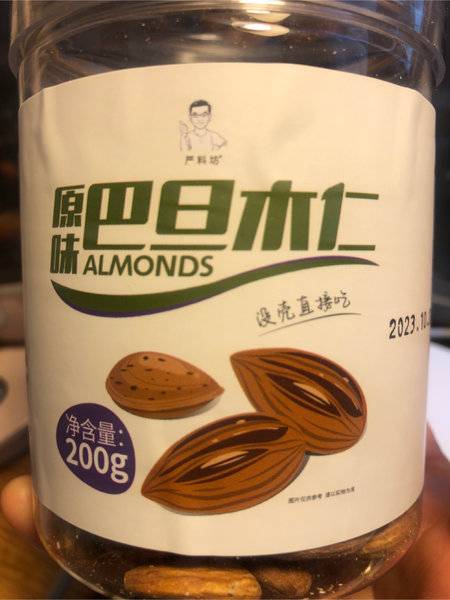 严料坊®
原味
巴旦木仁
ALMONDS
没壳直接吃
2023.10.
净含量:
200g
图片仅供参考 请以实物为准